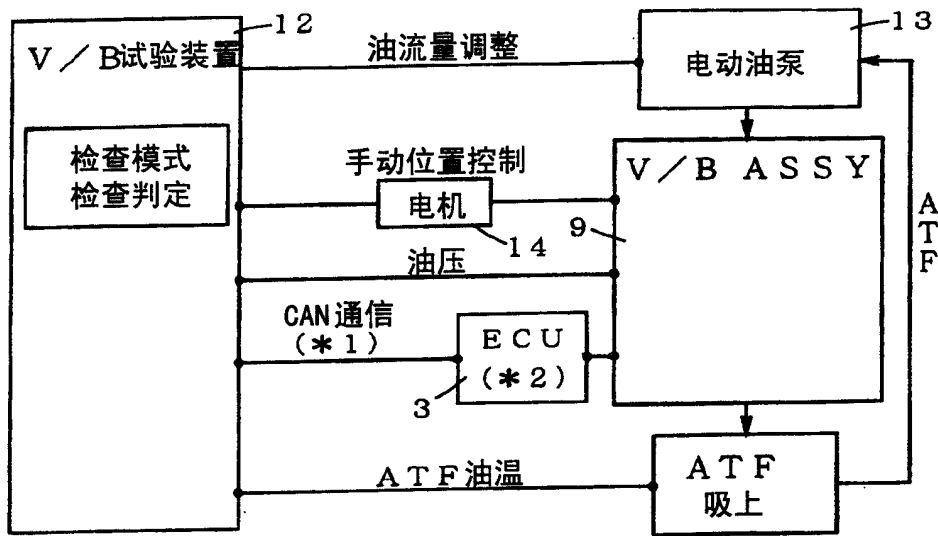 12
V／B试验装置
检查模式
检查判定
油流量调整
13
电动油泵
手动位置控制
电机
14
V／B ASSY
9
油压
CAN通信
(＊1)
ECU
(＊2)
3
ATF
ATF油温
ATF
吸上